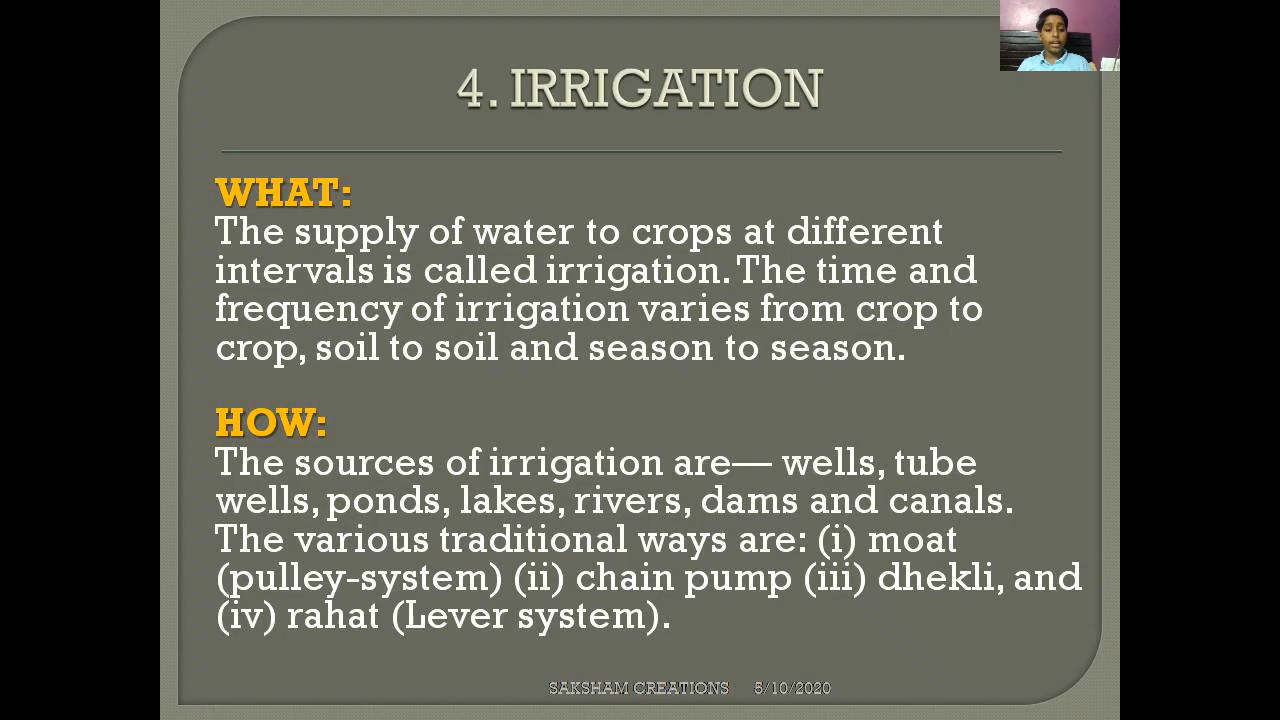 4. IRRIGATION
WHAT:
The supply of water to crops at different
intervals is called irrigation. The time and
frequency of irrigation varies from crop to
crop, soil to soil and season to season.
HOW:
The sources of irrigation are— wells, tube
wells, ponds, lakes, rivers, dams and canals.
The various traditional ways are: (i) moat
(pulley-system) (ii) chain pump (iii) dhekli, and
(iv) rahat (Lever system).
SAKSHAM CREATIONS 5/10/2020